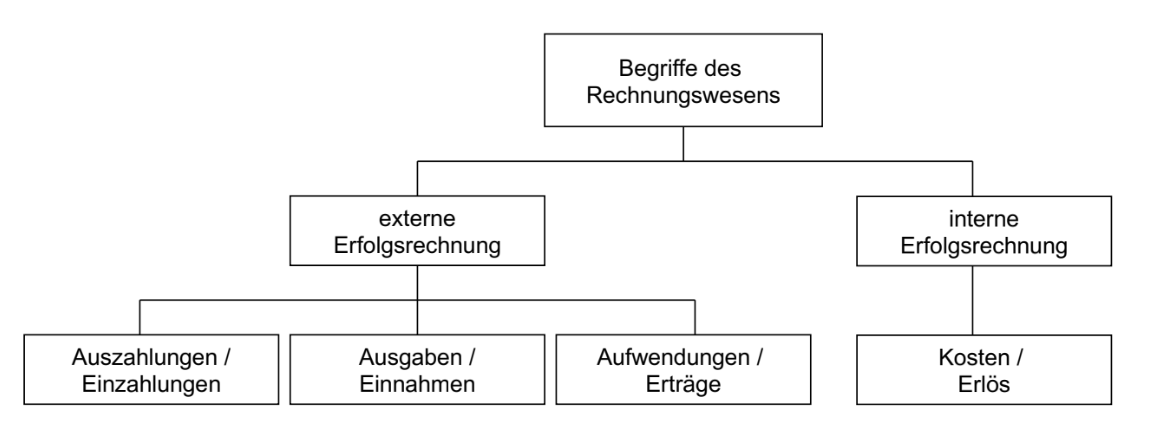 Begriffe des
Rechnungswesens
externe
Erfolgsrechnung
interne
Erfolgsrechnung
Auszahlungen /
Einzahlungen
Ausgaben /
Einnahmen
Aufwendungen /
Erträge
Kosten /
Erlös